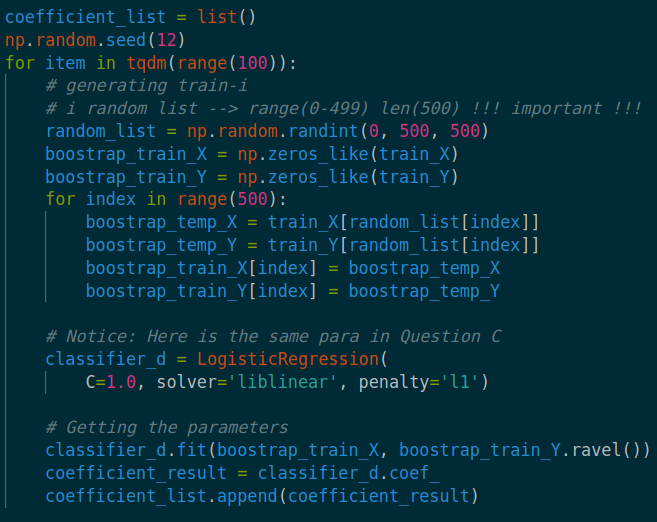 coefficient_list = list()
np.random.seed(12)
for item in tqdm(range(100)):
    # generating train-i
    # i random list --> range(0-499) len(500) !!! important !!!
    random_list = np.random.randint(0, 500, 500)
    boostrap_train_X = np.zeros_like(train_X)
    boostrap_train_Y = np.zeros_like(train_Y)
    for index in range(500):
        boostrap_temp_X = train_X[random_list[index]]
        boostrap_temp_Y = train_Y[random_list[index]]
        boostrap_train_X[index] = boostrap_temp_X
        boostrap_train_Y[index] = boostrap_temp_Y
    # Notice: Here is the same para in Question C
    classifier_d = LogisticRegression(
        C=1.0, solver='liblinear', penalty='l1')
    # Getting the parameters
    classifier_d.fit(boostrap_train_X, boostrap_train_Y.ravel())
    coefficient_result = classifier_d.coef_
    coefficient_list.append(coefficient_result)